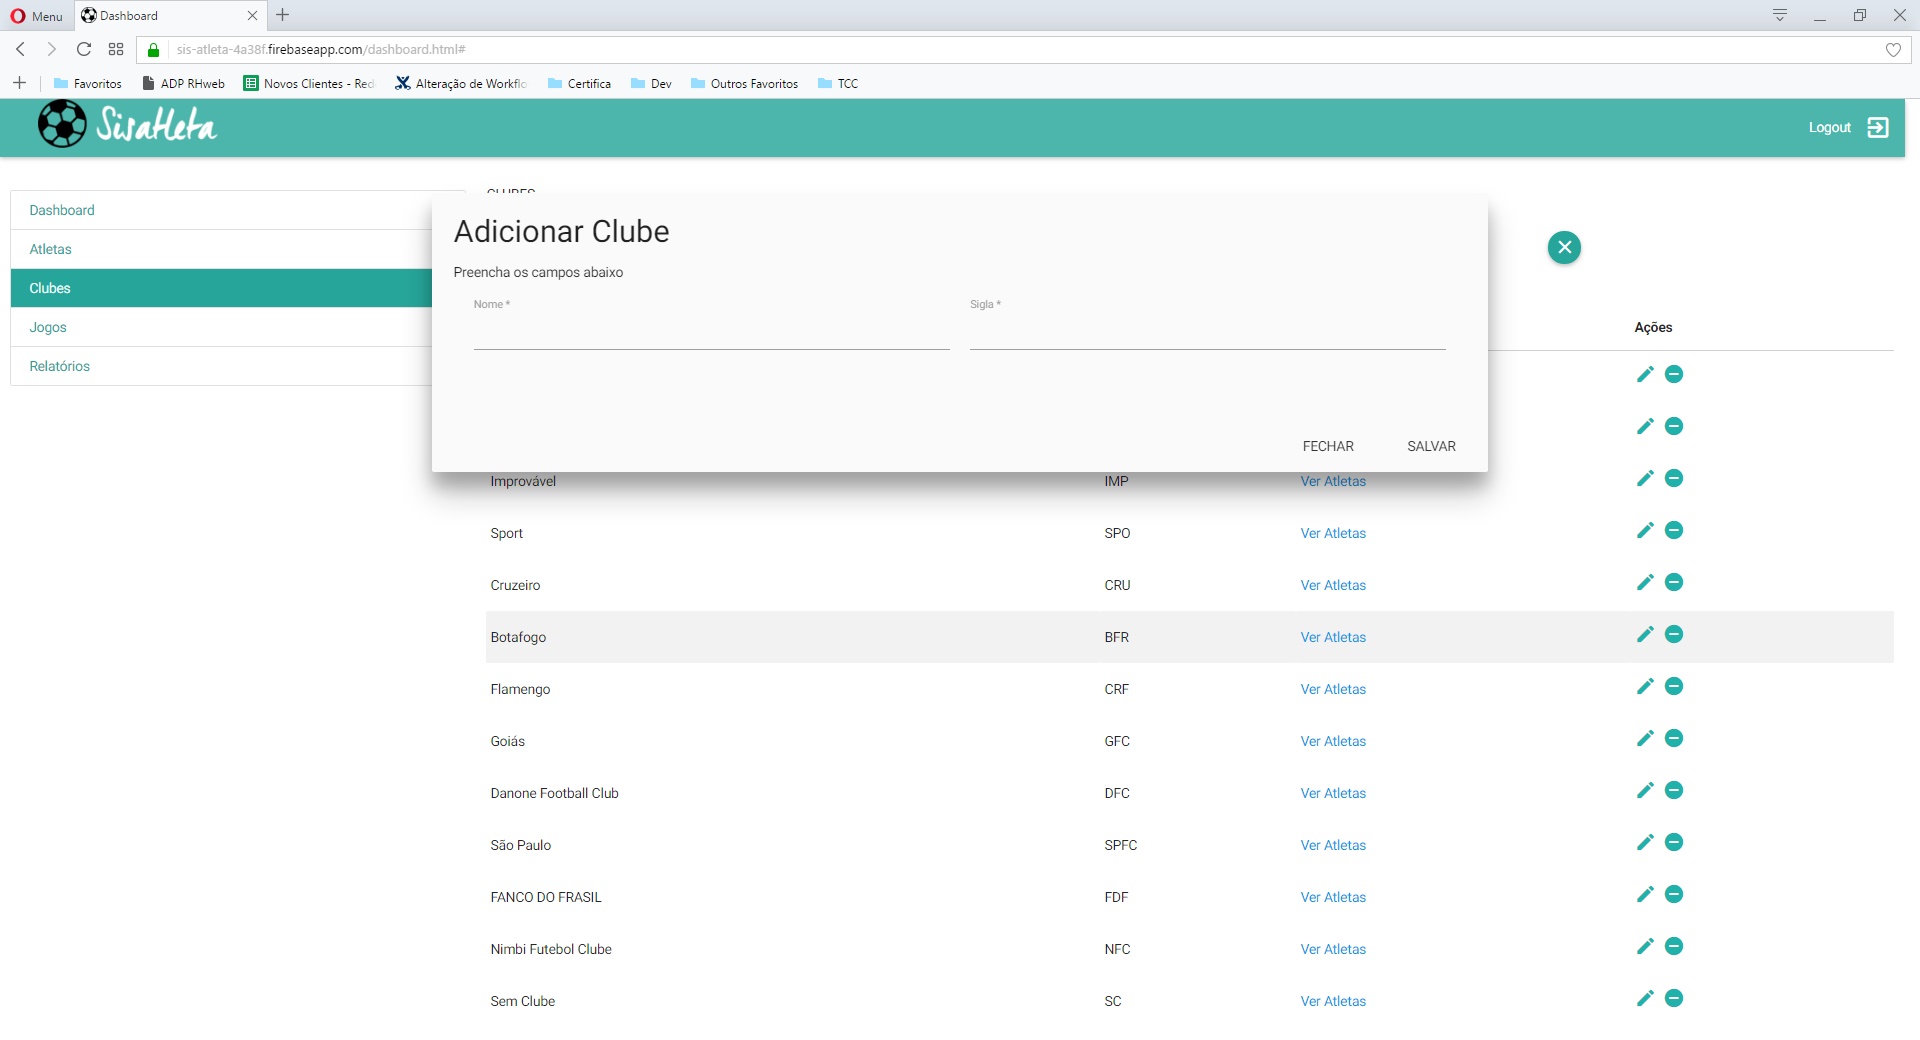 Menu
Dashboard
sis-atleta-4a38f.firebaseapp.com/dashboard.html#
Favoritos
ADP RHweb
Novos Clientes - Red
Alteração de Workflo
Certifica
Dev
Outros Favoritos
TCC
Sisatleta
Logout
Dashboard
Atletas
Clubes
Jogos
Relatórios
CLUBES
Adicionar Clube
Preencha os campos abaixo
Nome *
Sigla *
FECHAR
SALVAR
Ações
Improvável IMP Ver Atletas
Sport SPO Ver Atletas
Cruzeiro CRU Ver Atletas
Botafogo BFR Ver Atletas
Flamengo CRF Ver Atletas
Goiás GFC Ver Atletas
Danone Football Club DFC Ver Atletas
São Paulo SPFC Ver Atletas
FANCO DO FRASIL FDF Ver Atletas
Nimbi Futebol Clube NFC Ver Atletas
Sem Clube SC Ver Atletas